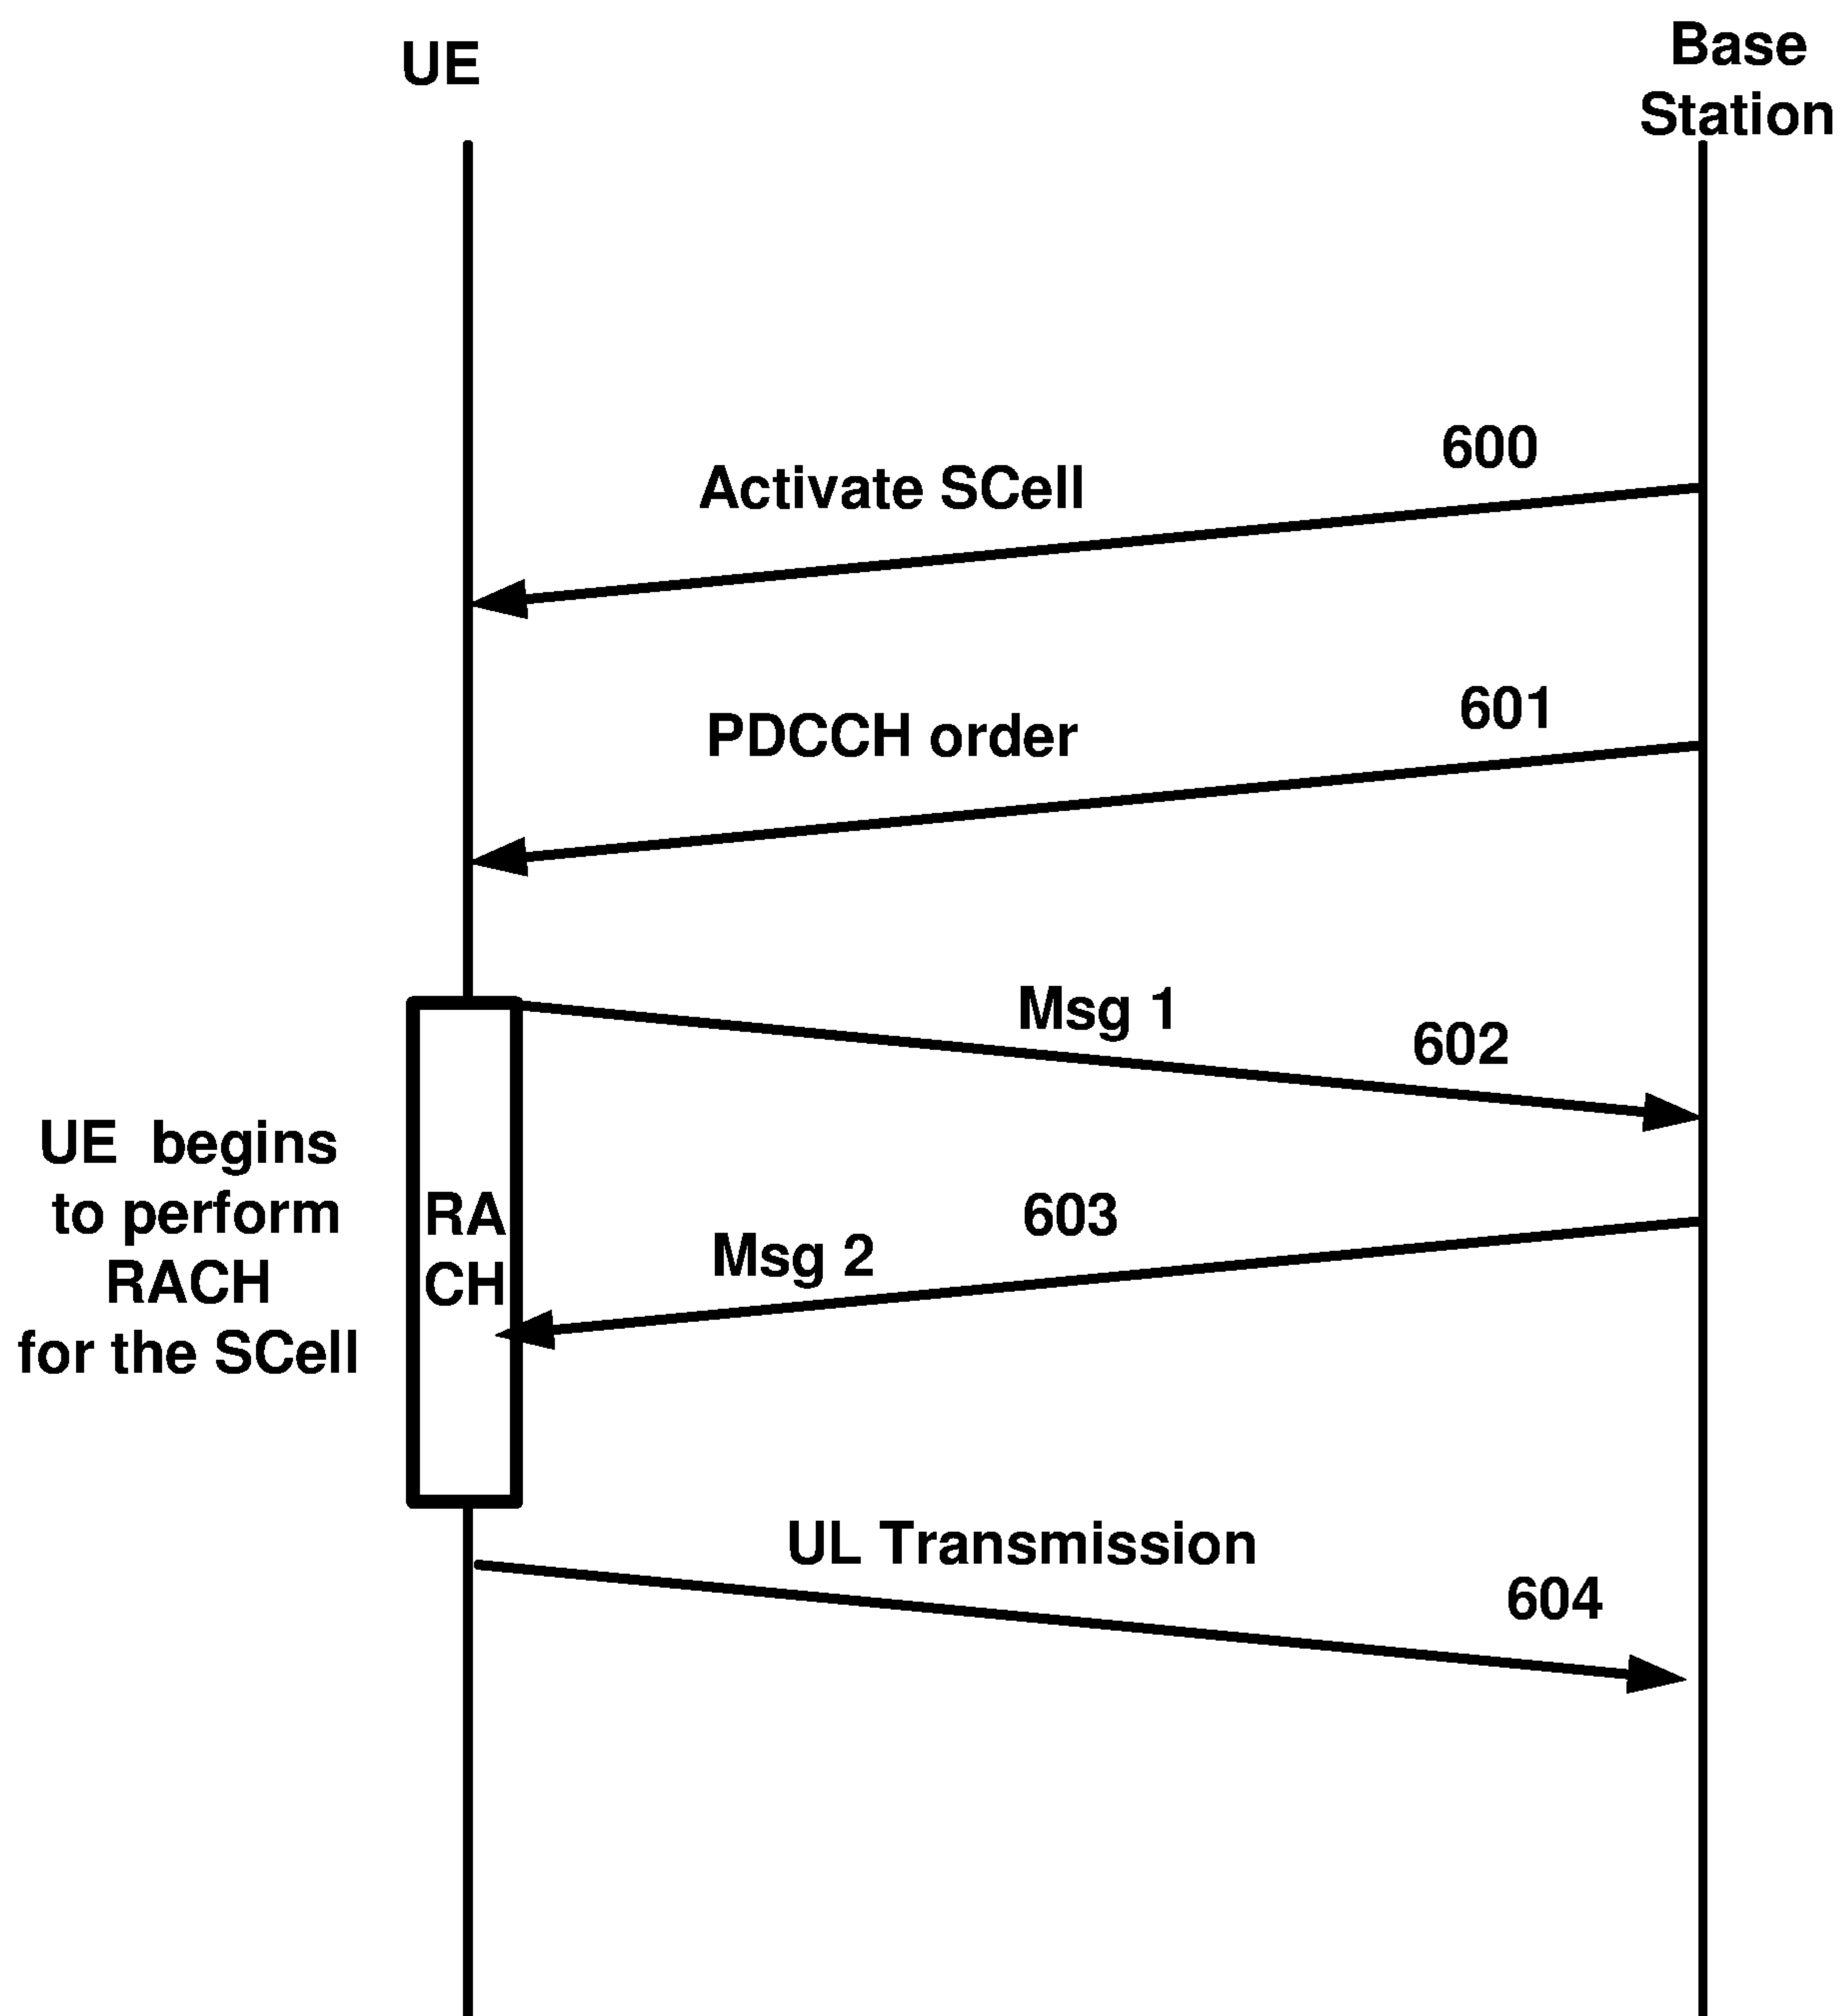 UE
Base
Station
600
Activate SCell
601
PDCCH order
Msg 1
602
UE begins
to perform
RACH
for the SCell
RA
CH
603
Msg 2
UL Transmission
604